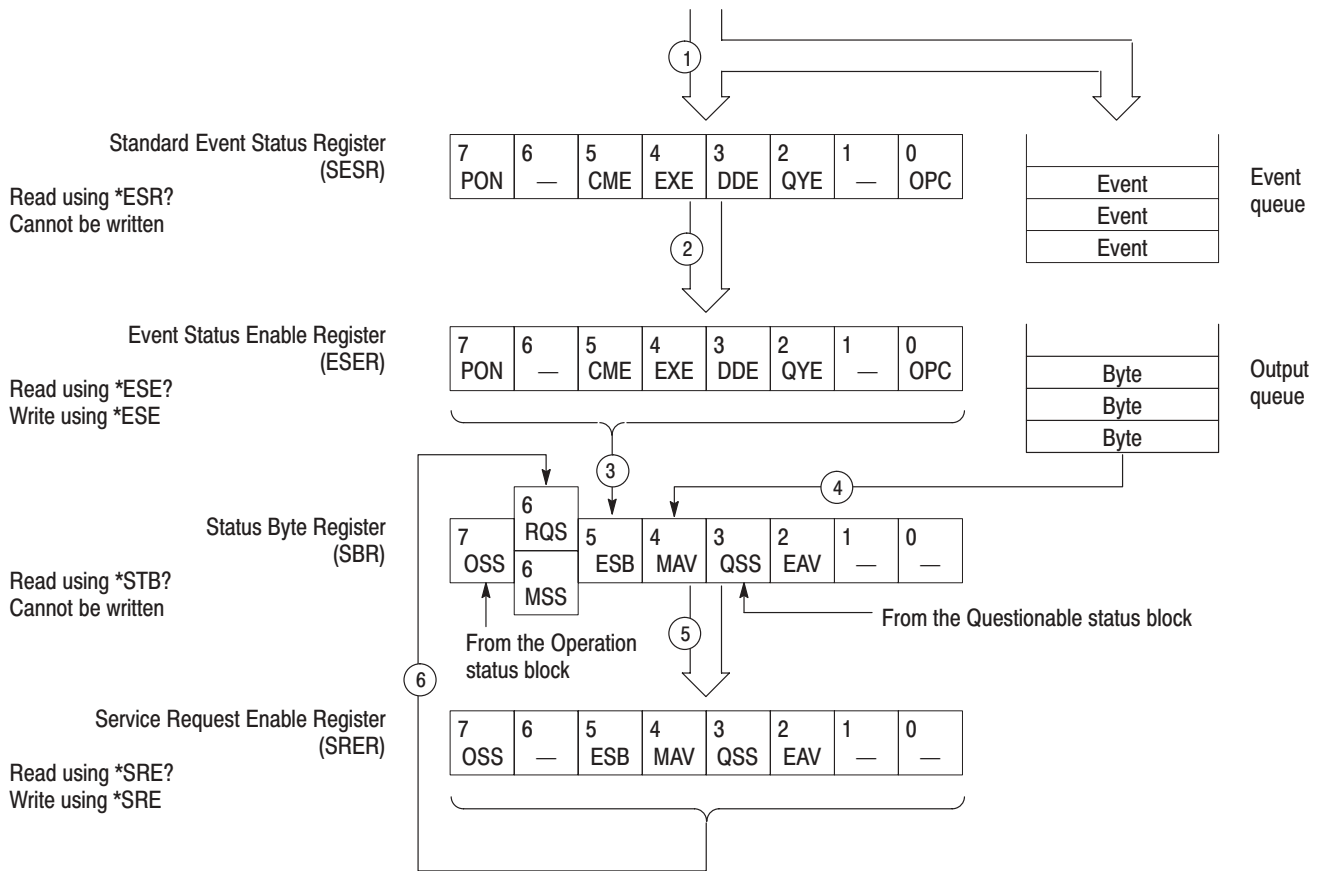 1
Standard Event Status Register
(SESR)
Read using *ESR?
Cannot be written
7 6 5 4 3 2 1 0
PON — CME EXE DDE QYE — OPC
Event
Event
Event
Event
queue
2
Event Status Enable Register
(ESER)
Read using *ESE?
Write using *ESE
7 6 5 4 3 2 1 0
PON — CME EXE DDE QYE — OPC
Byte
Byte
Byte
Output
queue
3
4
Status Byte Register
(SBR)
Read using *STB?
Cannot be written
6
RQS
7 5 4 3 2 1 0
OSS ESB MAV QSS EAV — —
6
MSS
From the Operation
status block
From the Questionable status block
5
6
Service Request Enable Register
(SRER)
Read using *SRE?
Write using *SRE
7 6 5 4 3 2 1 0
OSS — ESB MAV QSS EAV — —